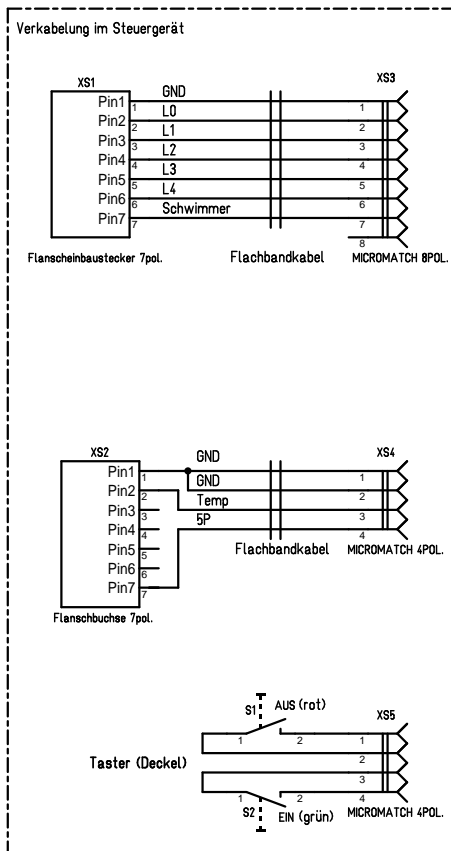 Verkabelung im Steuergerät
XS1
XS3
GND
Pin1
1
1
L0
Pin2
2
2
L1
Pin3
3
3
L2
Pin4
4
4
L3
Pin5
5
5
L4
Pin6
6
6
Schwimmer
Pin7
7
7
8
Flanscheinbaustecker 7pol.
Flachbandkabel
MICROMATCH 8POL.
XS2
XS4
GND
Pin1
1
1
GND
Pin2
2
2
Temp
Pin3
3
3
5P
Pin4
4
4
Pin5
5
Pin6
6
Pin7
7
Flachbandkabel
MICROMATCH 4POL.
Flanschbuchse 7pol.
S1
AUS (rot)
XS5
1
2
1
Taster (Deckel)
2
3
1
2
4
S2
EIN (grün)
MICROMATCH 4POL.